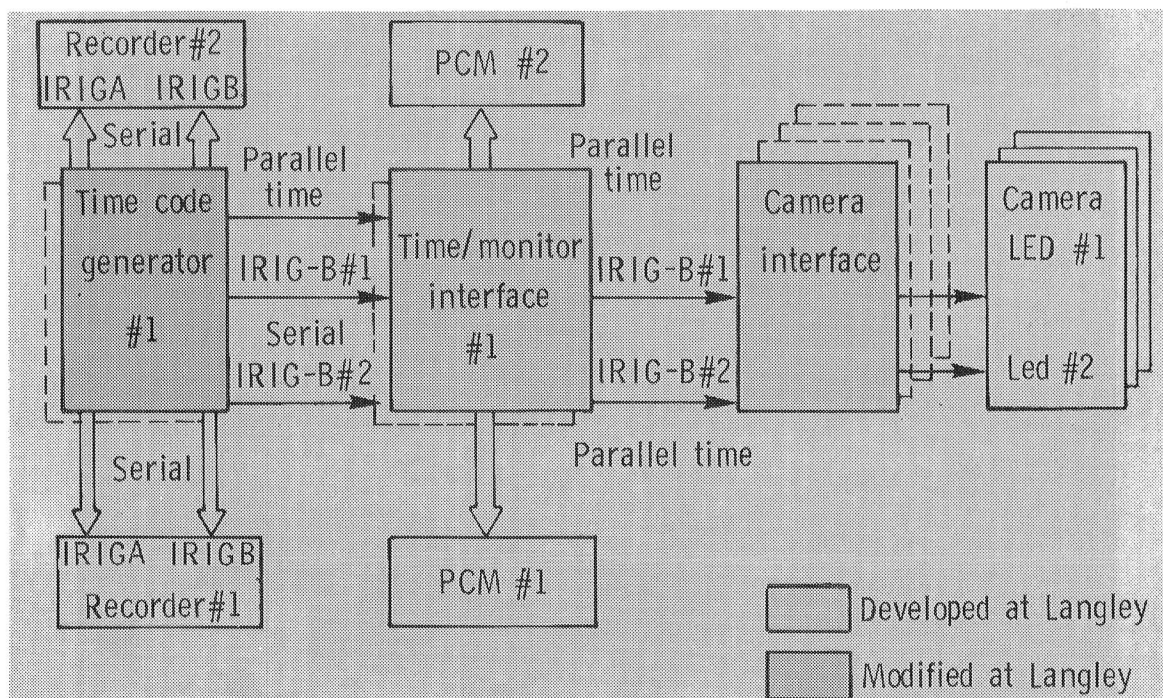 Recorder#2
IRIGA IRIGB
Serial
PCM #2
Parallel
time
Parallel
time
Time code
generator
#1
IRIG-B#1
Serial
IRIG-B#2
Time/monitor
interface
#1
IRIG-B#1
IRIG-B#2
Camera
interface
Camera
LED #1
Led #2
Parallel time
Serial
IRIGA IRIGB
Recorder#1
PCM #1
Developed at Langley
Modified at Langley